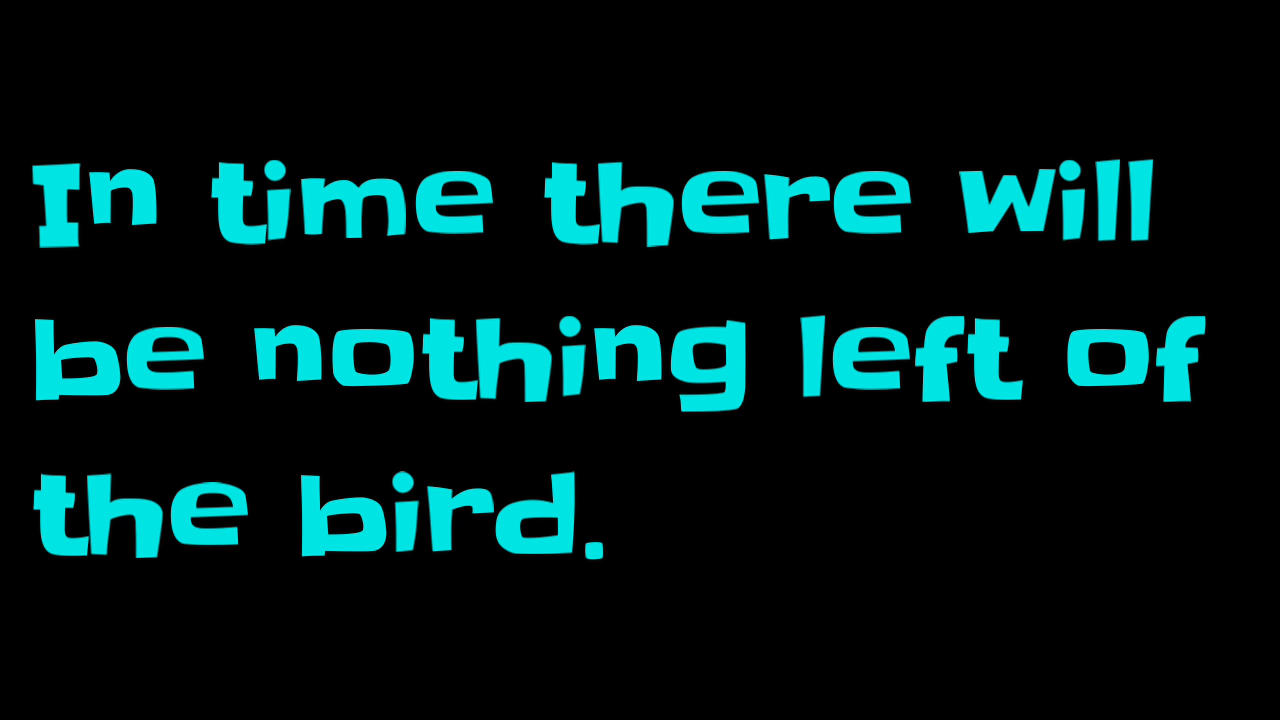 In time there will
be nothing left of
the bird.